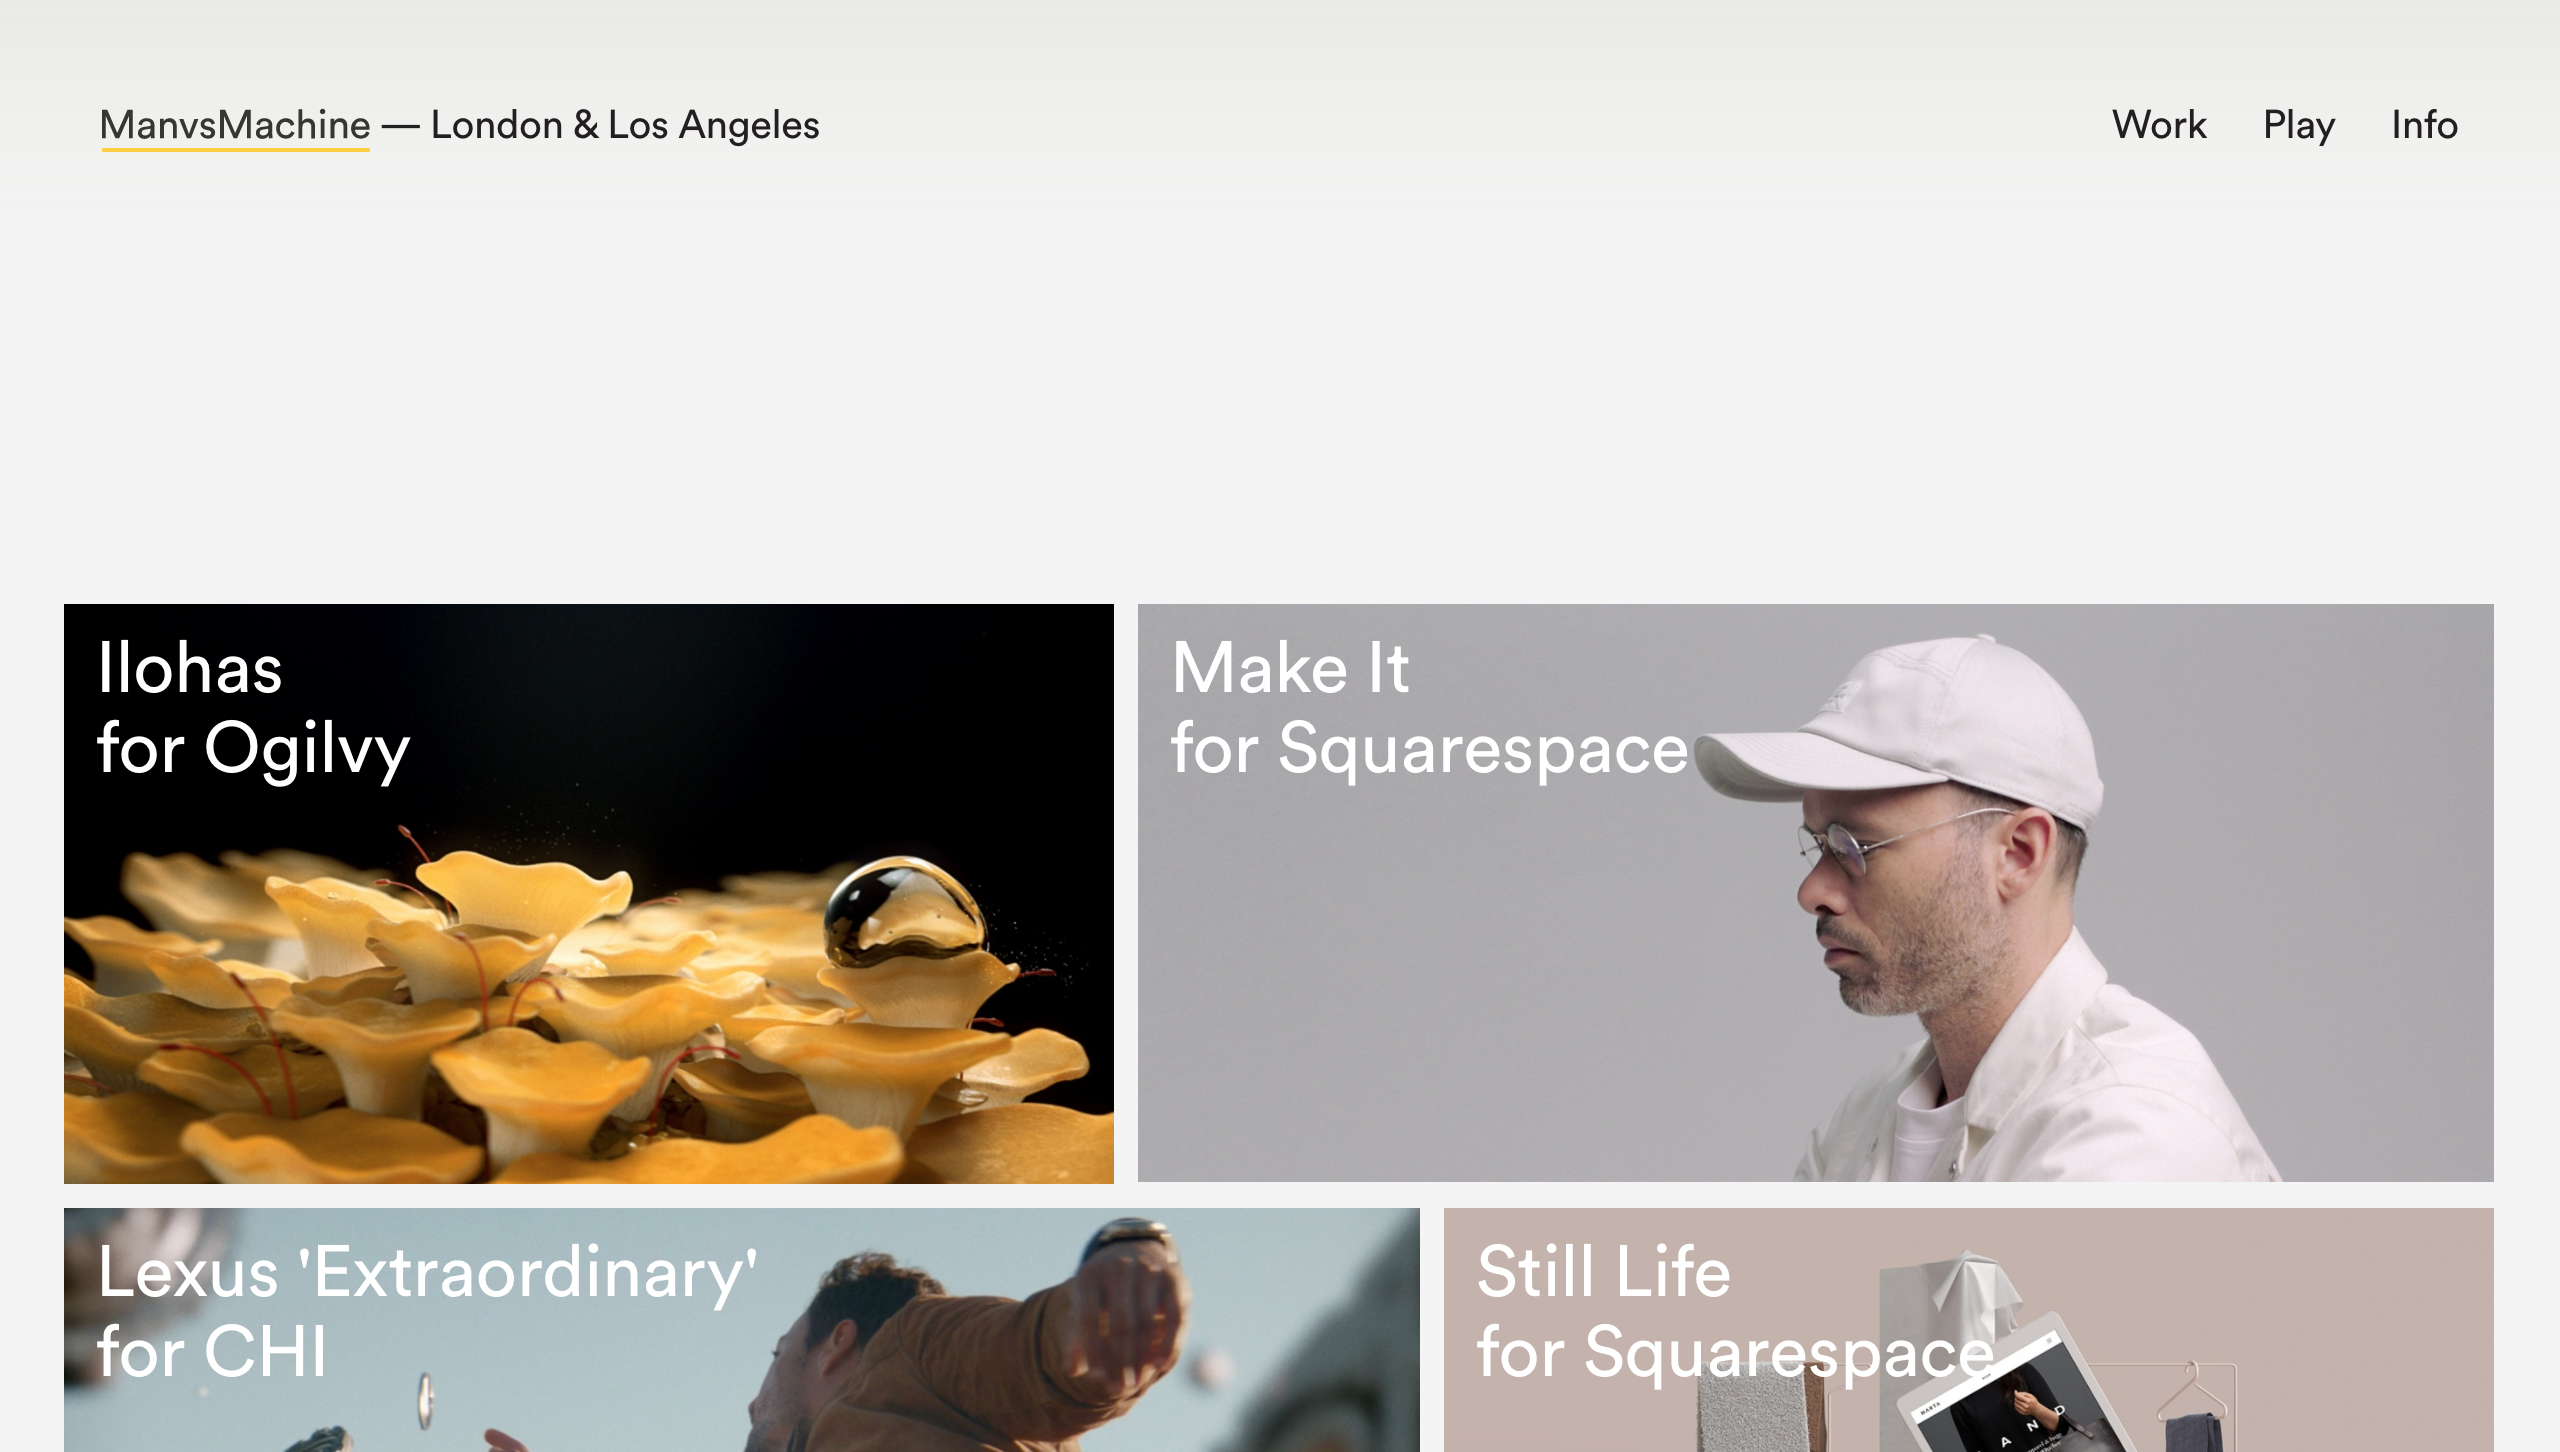 ManvsMachine — London & Los Angeles
Work Play Info
Ilohas
for Ogilvy
Make It
for Squarespace
Lexus 'Extraordinary'
for CHI
Still Life
for Squarespace